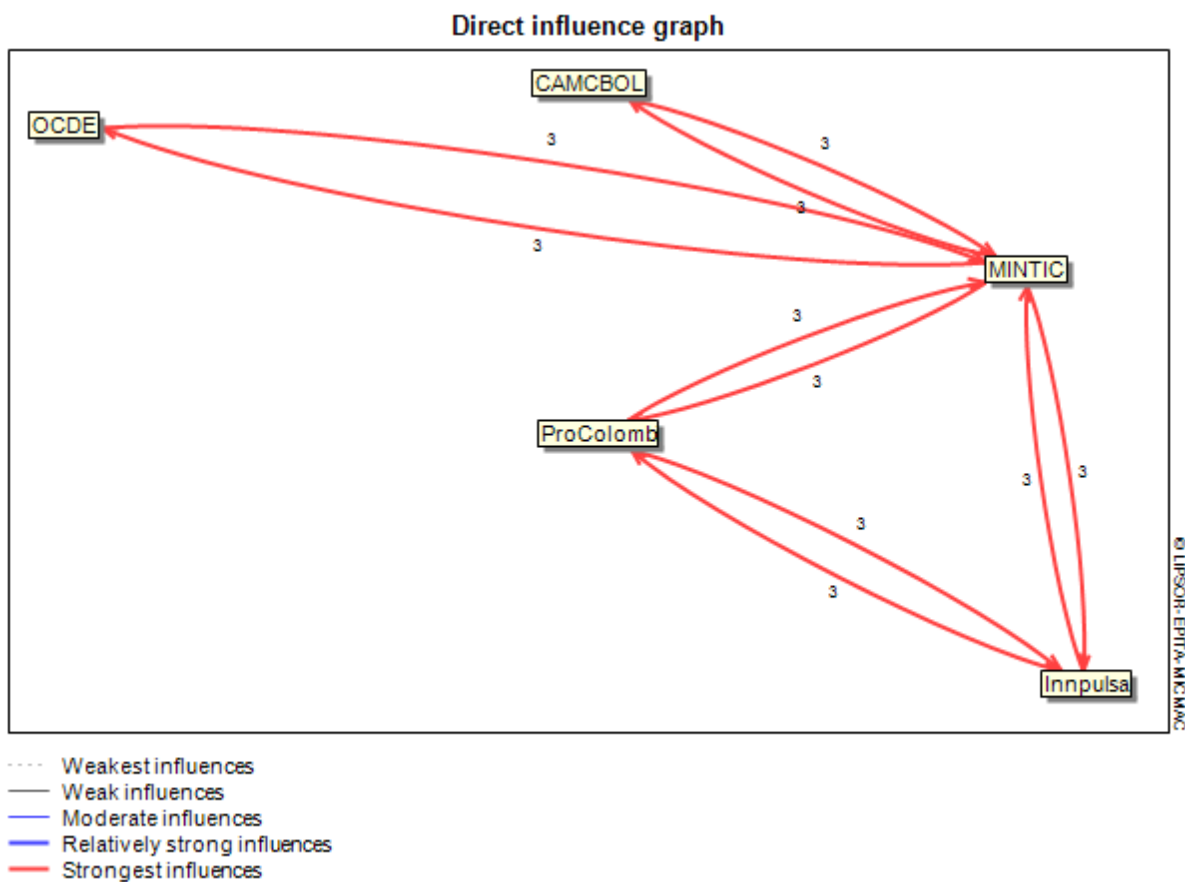 Direct influence graph
CAMCBOL
OCDE
3
3
3
3
MINTIC
3
3
ProColomb
3
3
3
3
Innpulsa
© LIPSOR-EPITA-MICMAC
Weakest influences
Weak influences
Moderate influences
Relatively strong influences
Strongest influences